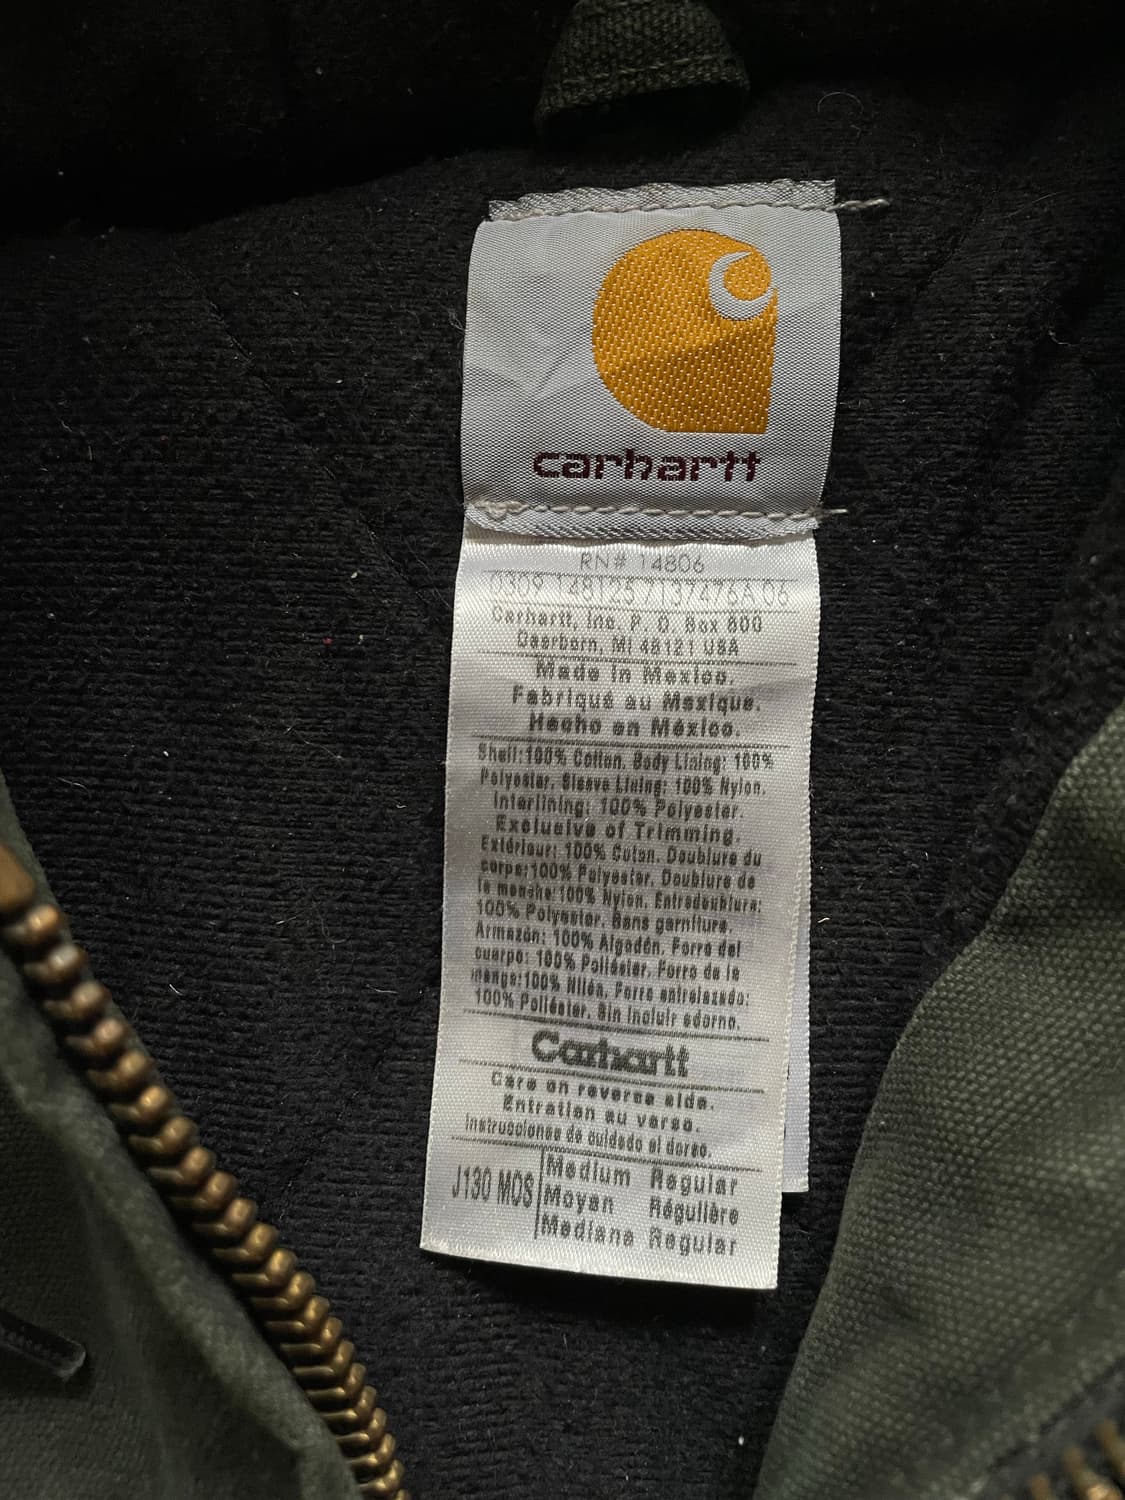 carhartt
RN# 14806
0309 148125 7137476A 06
Carhartt, Inc. P. O. Box 600
Dearborn, MI 48121 USA
Made in Mexico.
Fabriqué au Mexique.
Hecho en México.
Shell:100% Cotton. Body Lining: 100%
Polyester. Sleeve Lining: 100% Nylon.
Interlining: 100% Polyester.
Exclusive of Trimming.
Extérieur: 100% Coton. Doublure du
corps:100% Polyester. Doublure de
la manche:100% Nylon. Entredoublure:
100% Polyester. Sans garniture.
Armazón: 100% Algodón. Forro del
cuerpo: 100% Poliéster. Forro de la
manga:100% Nilón. Forro entrelazado:
100% Poliéster. Sin incluir adorno.
Carhartt
Care on reverse side.
Entretien au verso.
Instrucciones de cuidado al dorso.
J130 MOS Medium Regular
Moyen Régulière
Mediana Regular